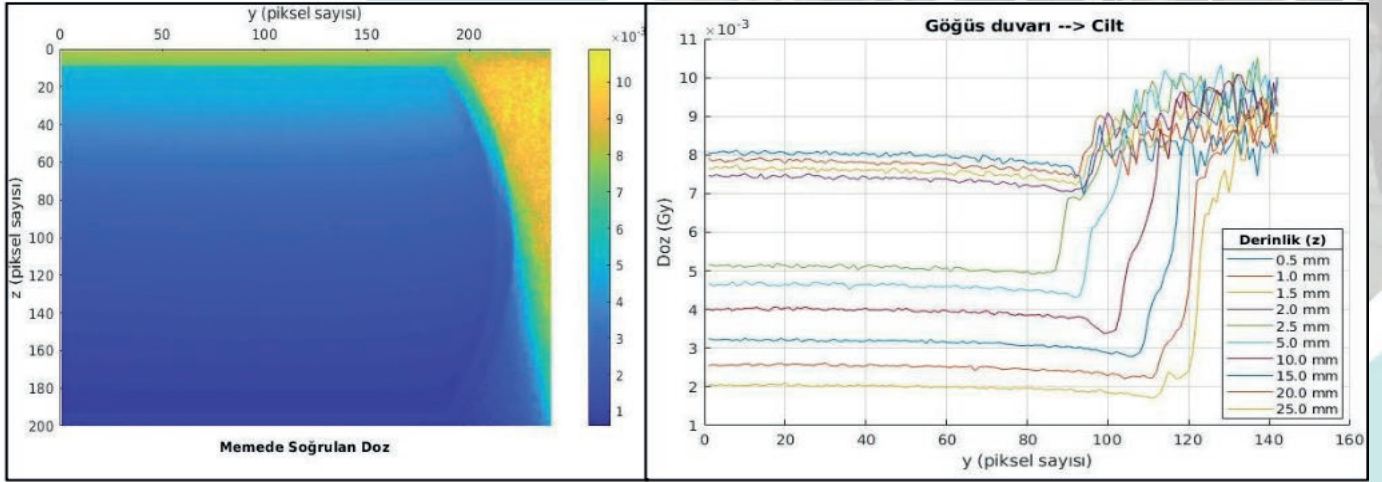 y (piksel sayısı)
0 50 100 150 200
×10⁻³
0
20
40
60
80
100
120
140
160
180
200
z (piksel sayısı)
10
9
8
7
6
5
4
3
2
1
Memede Soğrulan Doz
Göğüs duvarı --> Cilt
×10⁻³
11
10
9
8
7
6
5
4
3
2
1
Doz (Gy)
0 20 40 60 80 100 120 140 160
y (piksel sayısı)
Derinlik (z)
0.5 mm
1.0 mm
1.5 mm
2.0 mm
2.5 mm
5.0 mm
10.0 mm
15.0 mm
20.0 mm
25.0 mm